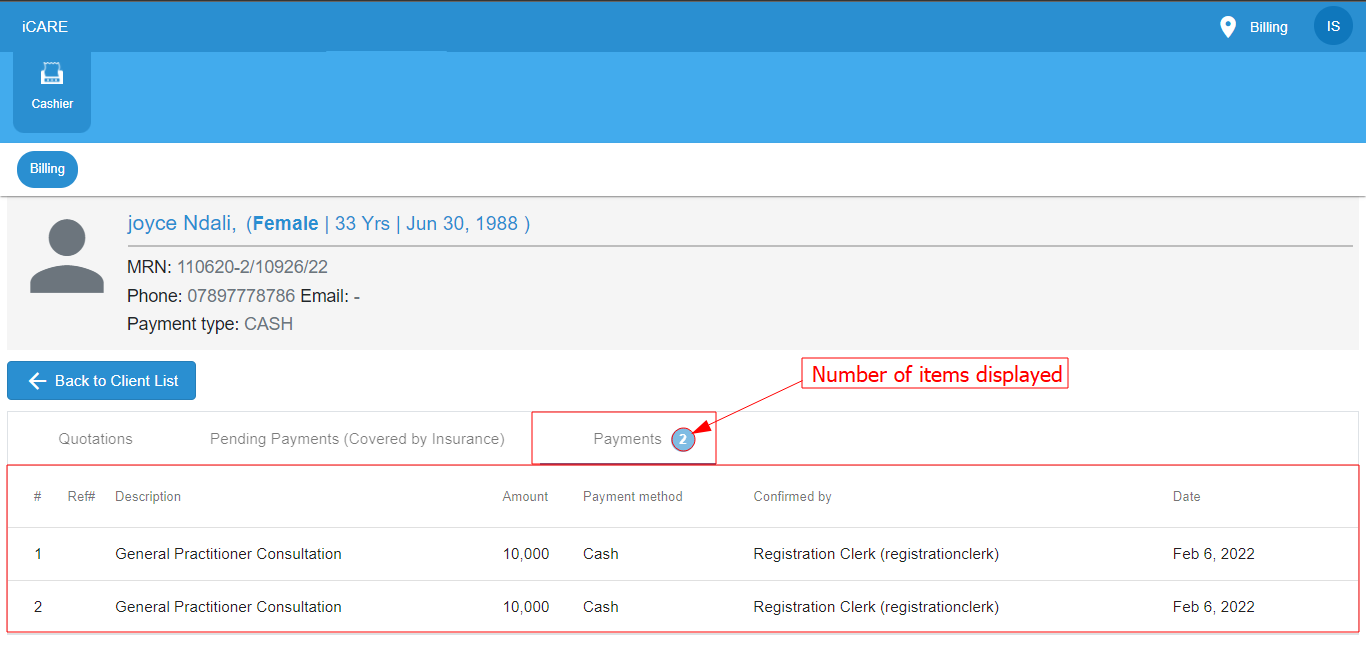 iCARE
Billing IS
Cashier
Billing
joyce Ndali, (Female | 33 Yrs | Jun 30, 1988 )
MRN: 110620-2/10926/22
Phone: 07897778786 Email: -
Payment type: CASH
Back to Client List
Number of items displayed
Quotations Pending Payments (Covered by Insurance) Payments 2
# Ref# Description Amount Payment method Confirmed by Date
1 General Practitioner Consultation 10,000 Cash Registration Clerk (registrationclerk) Feb 6, 2022
2 General Practitioner Consultation 10,000 Cash Registration Clerk (registrationclerk) Feb 6, 2022